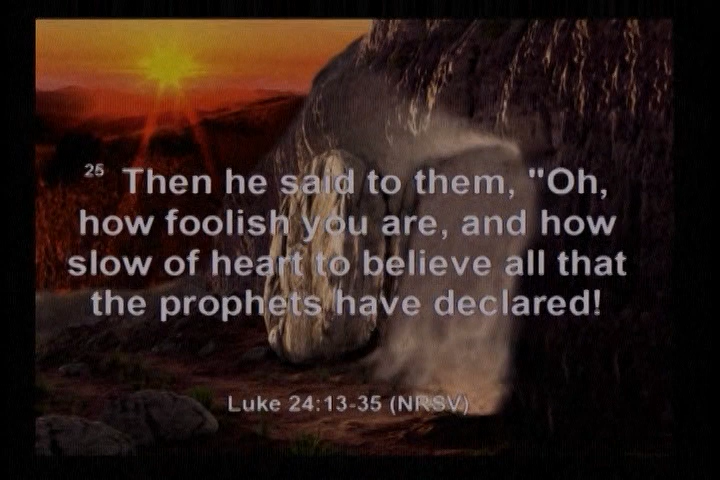 25 Then he said to them, "Oh,
how foolish you are, and how
slow of heart to believe all that
the prophets have declared!
Luke 24:13-35 (NRSV)